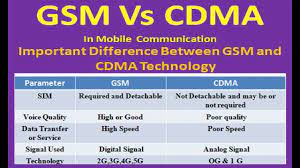 GSM Vs CDMA
In Mobile Communication
Important Difference Between GSM and
CDMA Technology
Parameter GSM CDMA
SIM Required and Detachable Not Detachable and may be or
not required
Voice Quality High or Good Poor quality
Data Transfer High Speed Poor Speed
or Service
Signal Used Digital Signal Analog Signal
Technology 2G,3G,4G,5G OG & 1 G